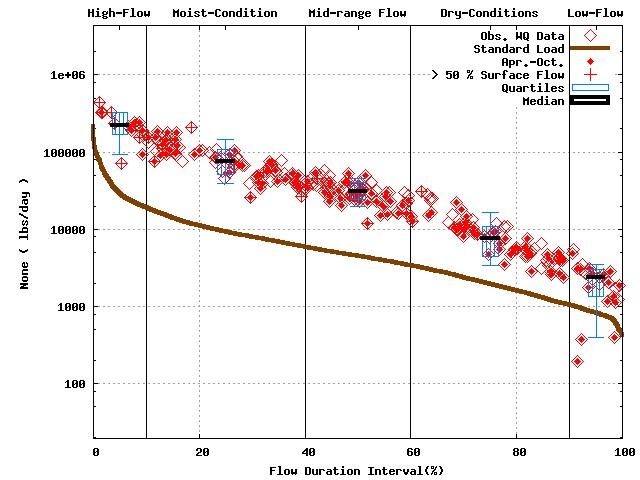 High-Flow Moist-Condition Mid-range Flow Dry-Conditions Low-Flow
Obs. WQ Data
Standard Load
Apr.-Oct.
> 50 % Surface Flow
Quartiles
Median
1e+06
100000
10000
1000
100
None ( lbs/day )
0 20 40 60 80 100
Flow Duration Interval(%)